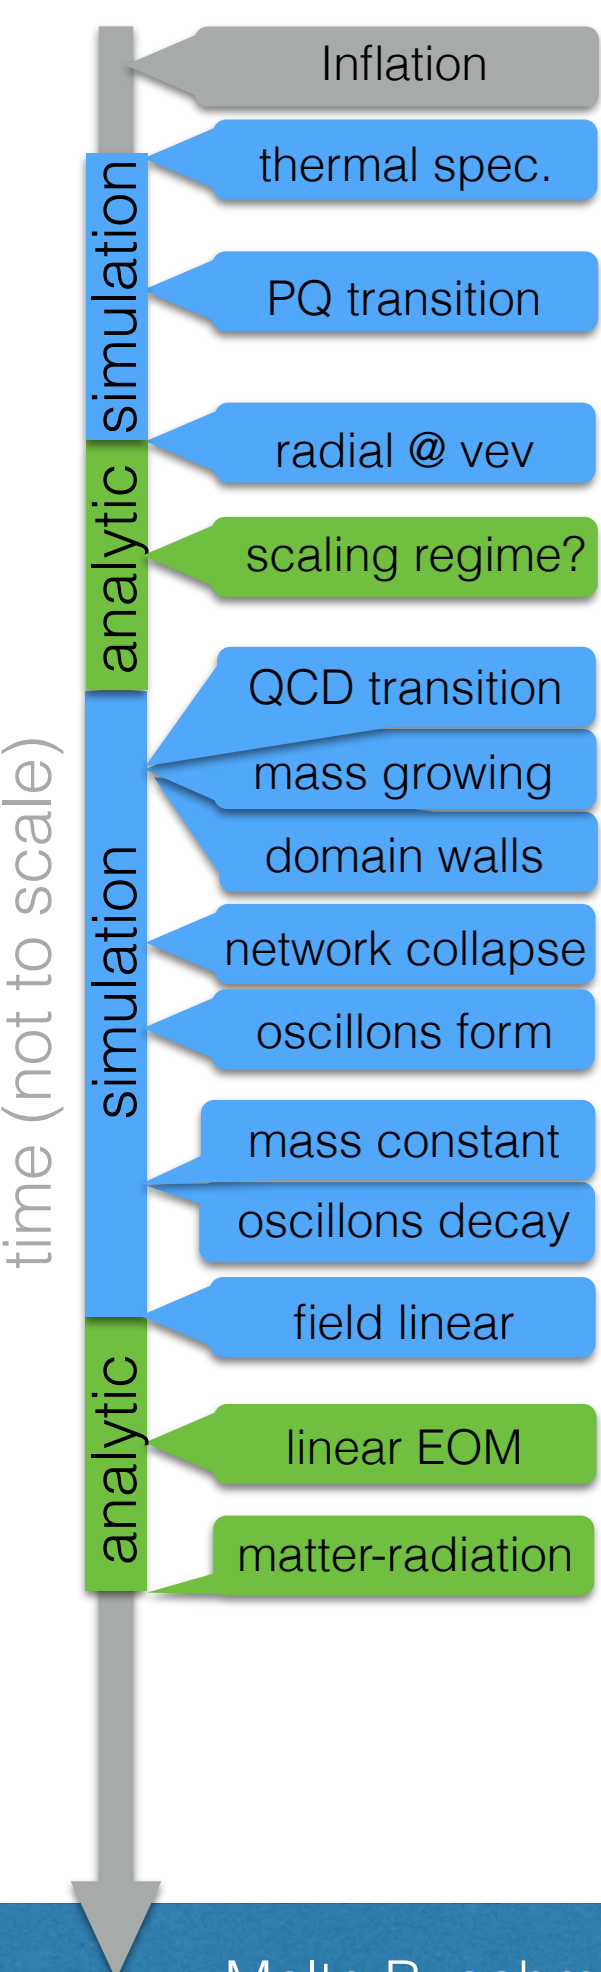 Inflation
thermal spec.
simulation
PQ transition
radial @ vev
analytic
scaling regime?
QCD transition
mass growing
domain walls
time (not to scale)
simulation
network collapse
oscillons form
mass constant
oscillons decay
field linear
analytic
linear EOM
matter-radiation